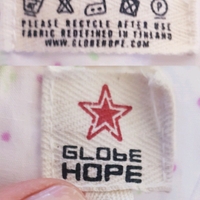 PLEASE RECYCLE AFTER USE
FABRIC REDEFINED IN FINLAND
WWW.GLOBEHOPE.COM
GLObE
HOPE